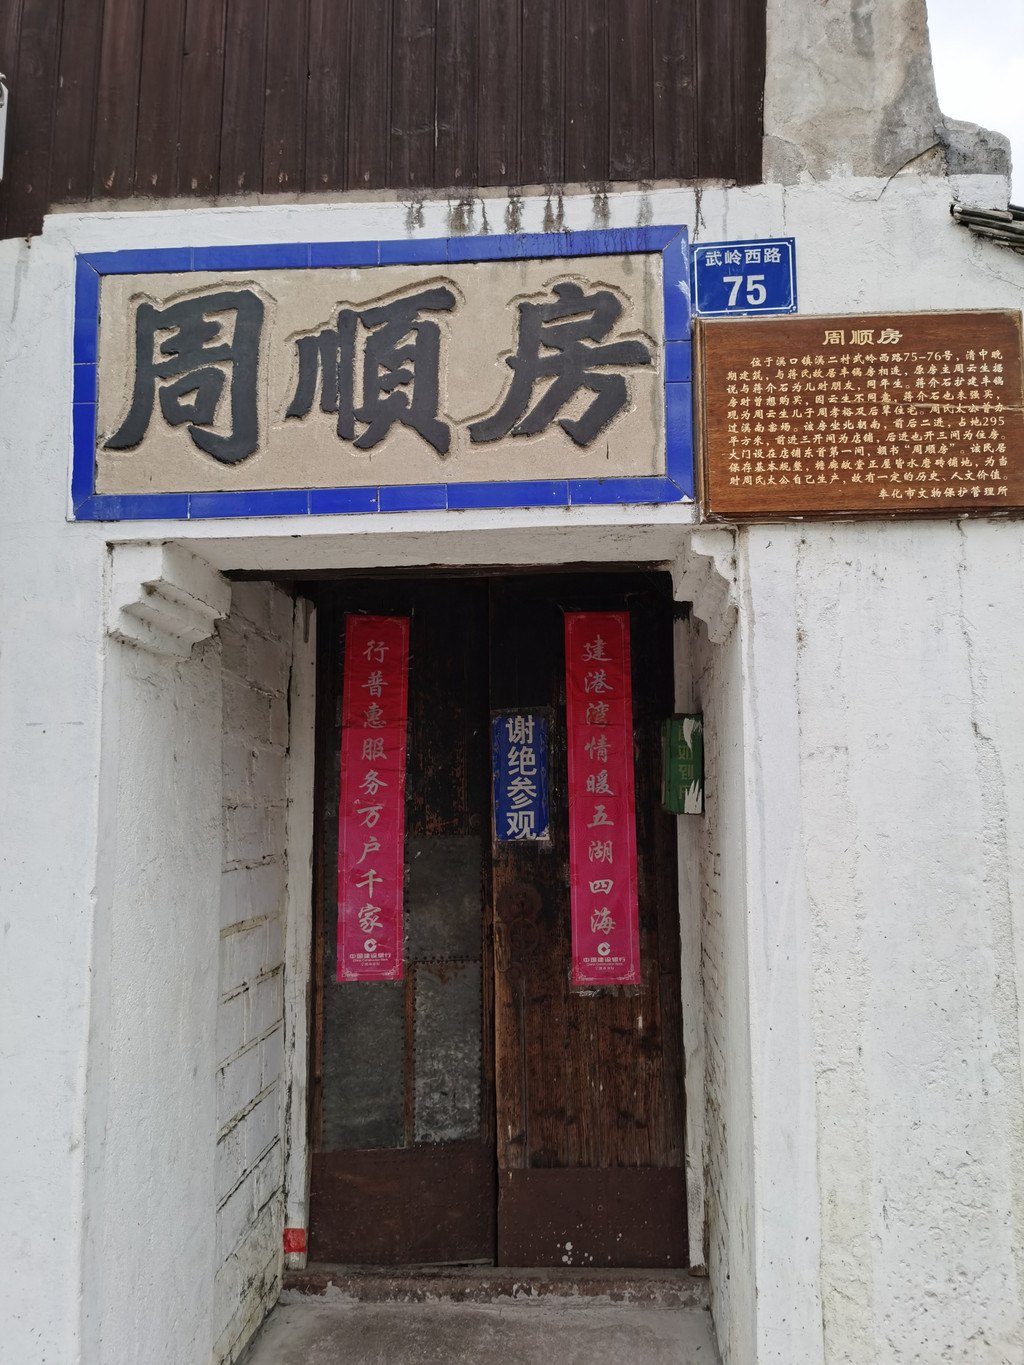 周順房
武岭西路
75
周顺房
位于溪口镇溪二村武岭西路75-76号，清中晚
期建筑，与蒋氏故居丰镐房相连，原房主周云生据
说与蒋介石为儿时朋友，同年生。蒋介石扩建丰镐
房时曾想购买，因云生不同意，蒋介石也未强买，
现为周云生儿子周孝裕及后辈住宅。周氏太公曾办
过溪南窑场。该房坐北朝南，前后二进，占地295
平方米，前进三开间为店铺，后进也开三间为住房。
大门设在店铺东首第一间，额书"周顺房"。该民居
保存基本规整，檐廊故堂正屋皆水磨砖铺地，为当
时周氏太公自己生产，故有一定的历史、人文价值。
奉化市文物保护管理所
建港湾情暖五湖四海
中国建设银行
谢绝参观
行普惠服务万户千家
中国建设银行